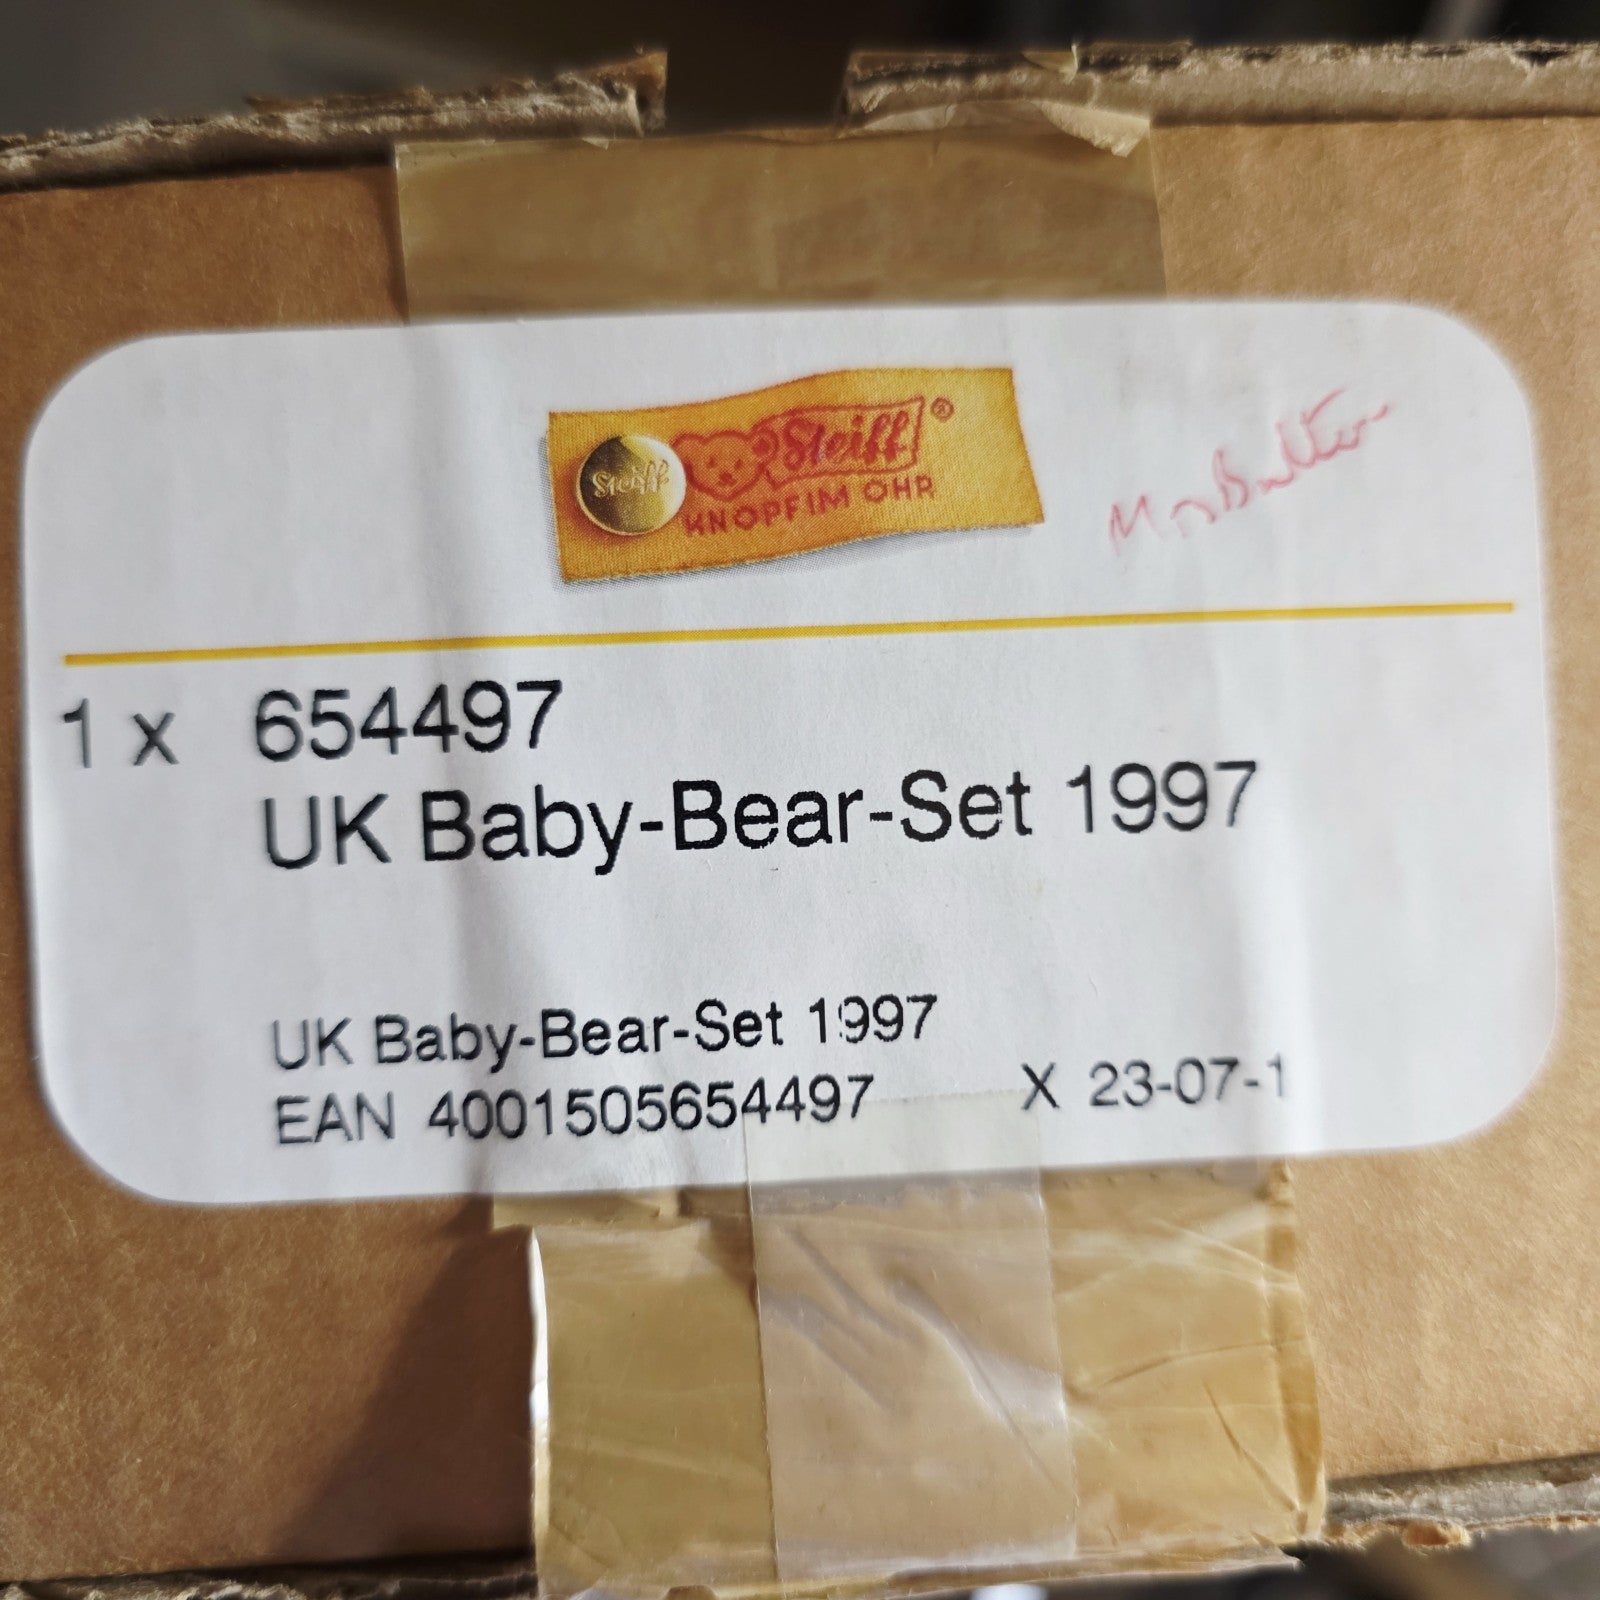 Steiff
Steiff ®
KNOPF IM OHR
1 x 654497
UK Baby-Bear-Set 1997
UK Baby-Bear-Set 1997
EAN 4001505654497 X 23-07-1